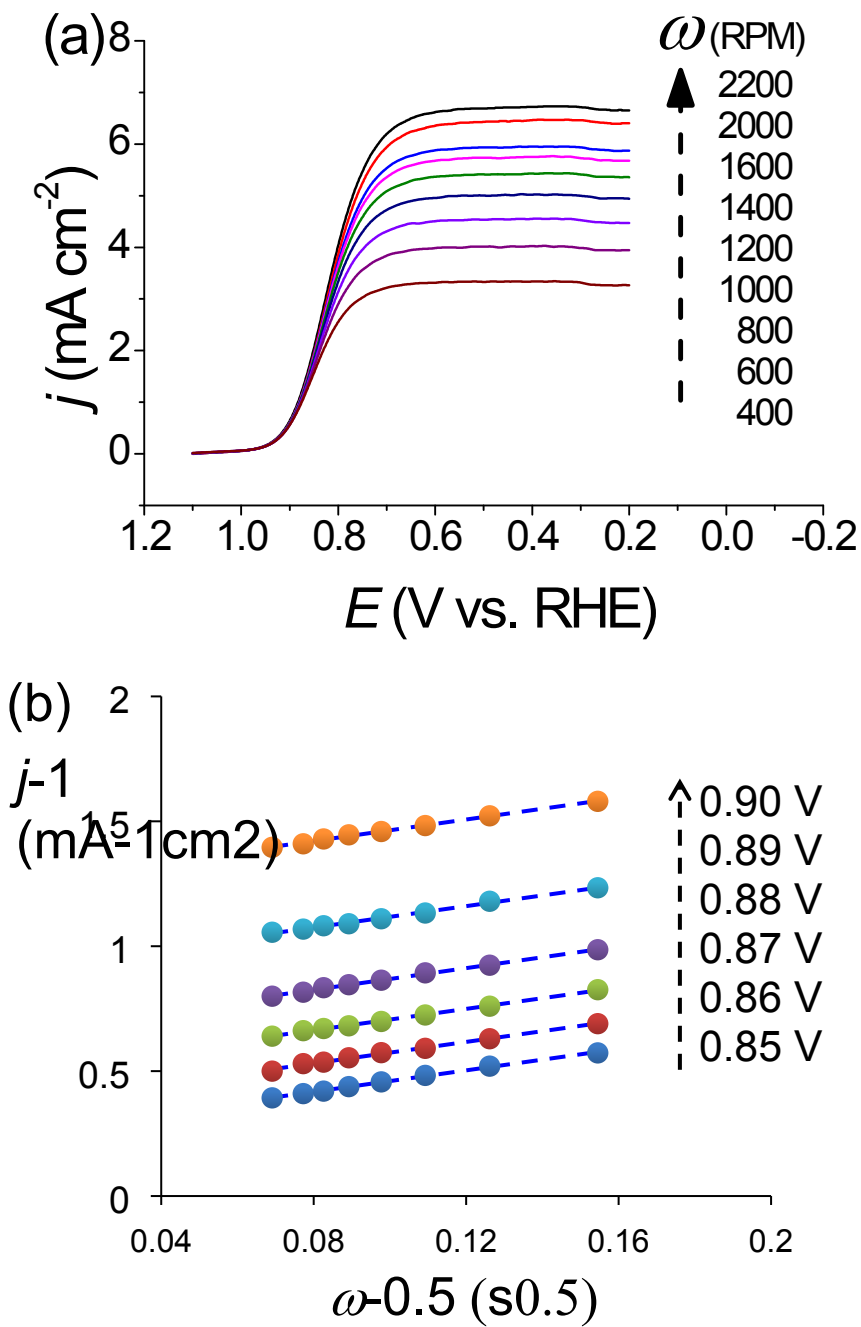 (a)
8
6
4
2
0
j (mA cm-2)
1.2 1.0 0.8 0.6 0.4 0.2 0.0 -0.2
E (V vs. RHE)
ω (RPM)
2200
2000
1600
1400
1200
1000
800
600
400
(b)
j-1
(mA-1cm2)
2
1.5
1
0.5
0
0.04 0.08 0.12 0.16 0.2
ω-0.5 (s0.5)
0.90 V
0.89 V
0.88 V
0.87 V
0.86 V
0.85 V